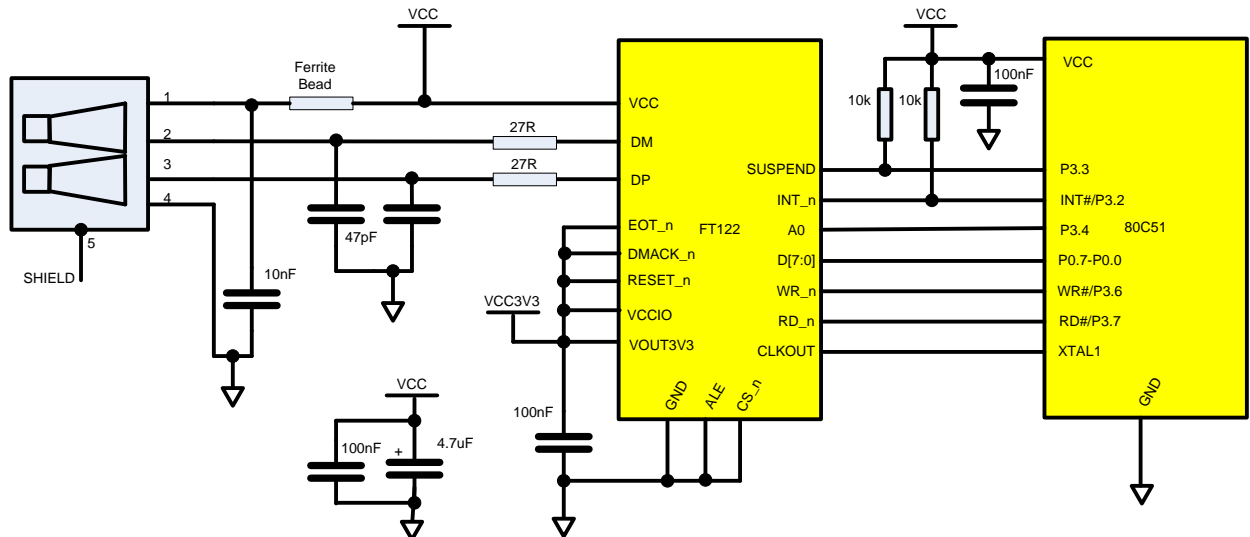 VCC
VCC
Ferrite
Bead
1
2
3
4
5
SHIELD
27R
27R
47pF
10nF
VCC3V3
VCC
100nF
+
4.7uF
100nF
VCC
DM
DP
EOT_n
DMACK_n
RESET_n
VCCIO
VOUT3V3
GND
ALE
CS_n
FT122
SUSPEND
INT_n
A0
D[7:0]
WR_n
RD_n
CLKOUT
10k
10k
100nF
VCC
P3.3
INT#/P3.2
P3.4
80C51
P0.7-P0.0
WR#/P3.6
RD#/P3.7
XTAL1
GND